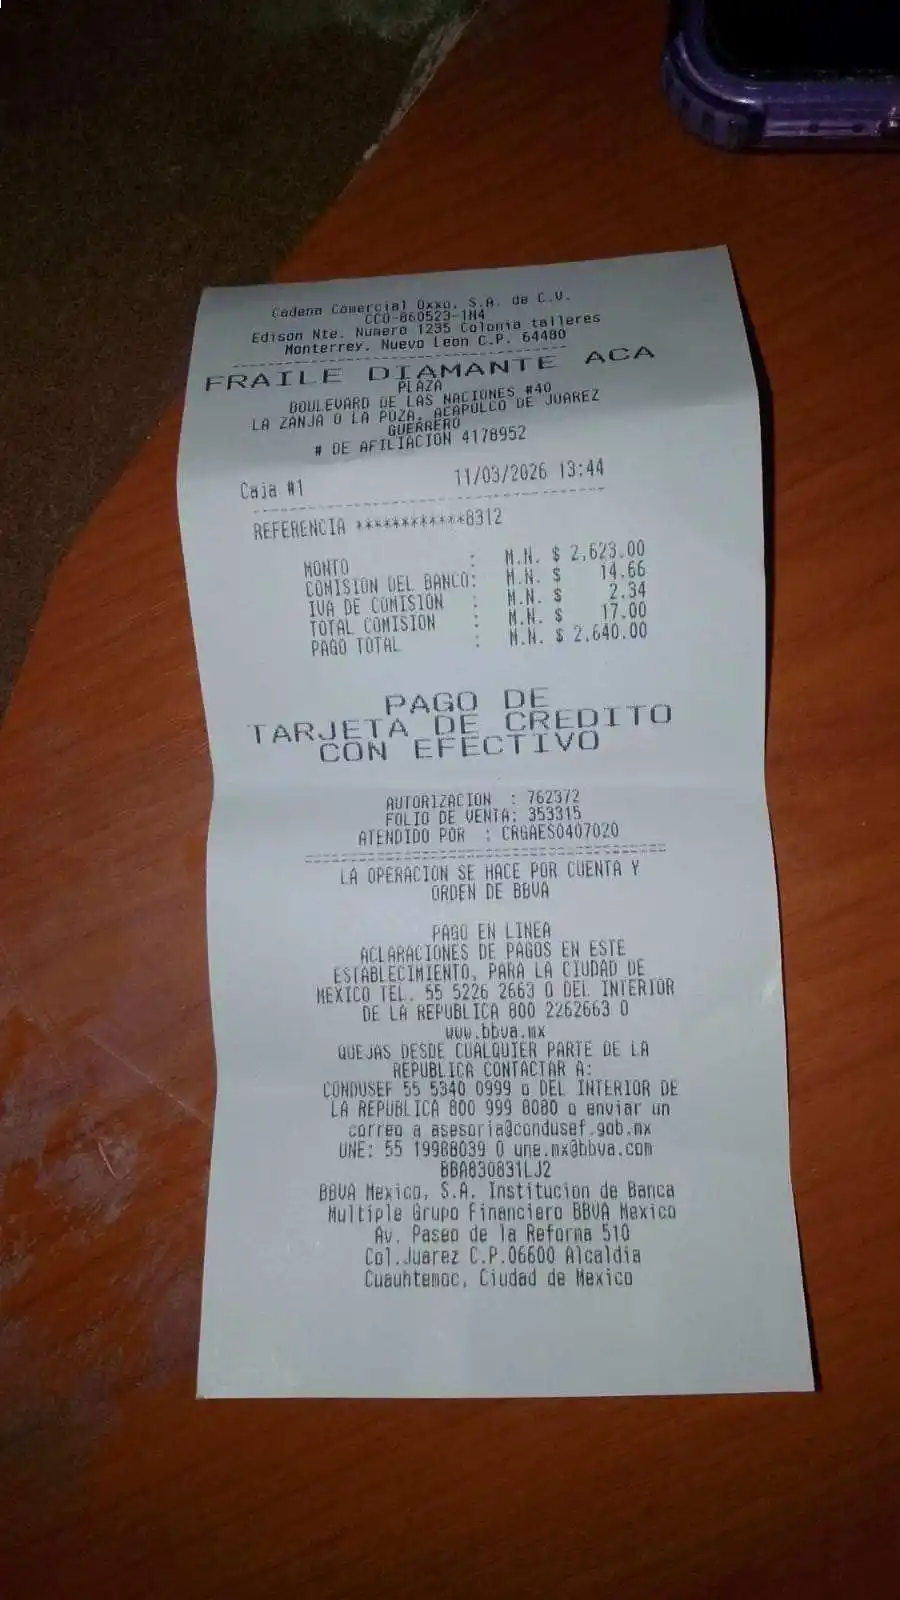 Cadena Comercial Oxxo, S.A. de C.V.
CCO-860523-1N4
Edison Nte. Numero 1235 Colonia talleres
Monterrey, Nuevo Leon C.P. 64480
FRAILE DIAMANTE ACA
PLAZA
BOULEVARD DE LAS NACIONES #40
LA ZANJA O LA POZA, ACAPULCO DE JUAREZ
GUERRERO
# DE AFILIACION 4178952
Caja #1 11/03/2026 13:44
REFERENCIA ************8312
MONTO : M.N. $ 2,623.00
COMISION DEL BANCO: M.N. $ 14.66
IVA DE COMISION : M.N. $ 2.34
TOTAL COMISION : M.N. $ 17.00
PAGO TOTAL : M.N. $ 2,640.00
PAGO DE
TARJETA DE CREDITO
CON EFECTIVO
AUTORIZACION : 762372
FOLIO DE VENTA: 353315
ATENDIDO POR : CRGAES0407020
LA OPERACION SE HACE POR CUENTA Y
ORDEN DE BBVA
PAGO EN LINEA
ACLARACIONES DE PAGOS EN ESTE
ESTABLECIMIENTO, PARA LA CIUDAD DE
MEXICO TEL. 55 5226 2663 O DEL INTERIOR
DE LA REPUBLICA 800 2262663 O
www.bbva.mx
QUEJAS DESDE CUALQUIER PARTE DE LA
REPUBLICA CONTACTAR A:
CONDUSEF 55 5340 0999 o DEL INTERIOR DE
LA REPUBLICA 800 999 8080 o enviar un
correo a asesoria@condusef.gob.mx
UNE: 55 19988039 O une.mx@bbva.com
BBA830831LJ2
BBVA Mexico, S.A. Institucion de Banca
Multiple Grupo Financiero BBVA Mexico
Av. Paseo de la Reforma 510
Col.Juarez C.P.06600 Alcaldia
Cuauhtemoc, Ciudad de Mexico